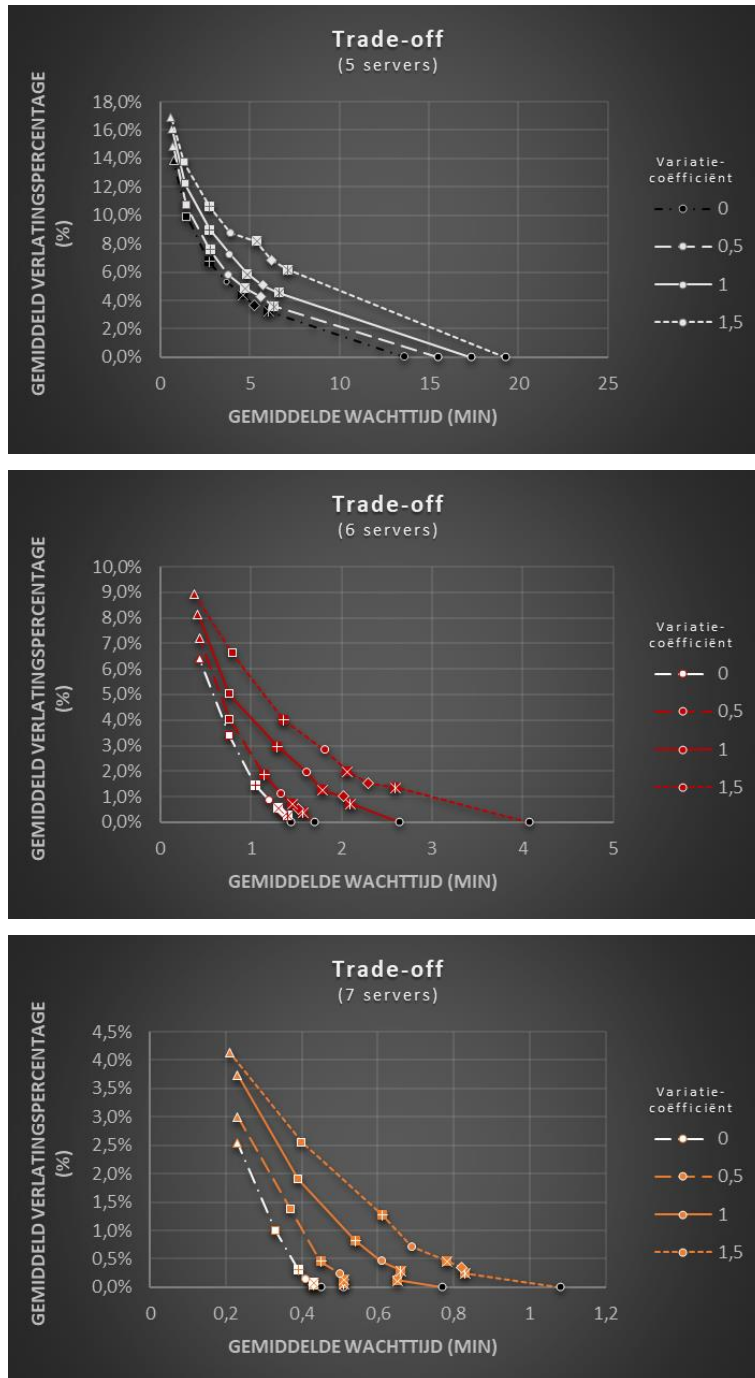 Trade-off
(5 servers)
GEMIDDELD VERLATINGSPERCENTAGE
(%)
18,0%
16,0%
14,0%
12,0%
10,0%
8,0%
6,0%
4,0%
2,0%
0,0%
0 5 10 15 20 25
GEMIDDELDE WACHTTIJD (MIN)
Variatie-
coëfficiënt
0
0,5
1
1,5
Trade-off
(6 servers)
GEMIDDELD VERLATINGSPERCENTAGE
(%)
10,0%
9,0%
8,0%
7,0%
6,0%
5,0%
4,0%
3,0%
2,0%
1,0%
0,0%
0 1 2 3 4 5
GEMIDDELDE WACHTTIJD (MIN)
Variatie-
coëfficiënt
0
0,5
1
1,5
Trade-off
(7 servers)
GEMIDDELD VERLATINGSPERCENTAGE
(%)
4,5%
4,0%
3,5%
3,0%
2,5%
2,0%
1,5%
1,0%
0,5%
0,0%
0 0,2 0,4 0,6 0,8 1 1,2
GEMIDDELDE WACHTTIJD (MIN)
Variatie-
coëfficiënt
0
0,5
1
1,5